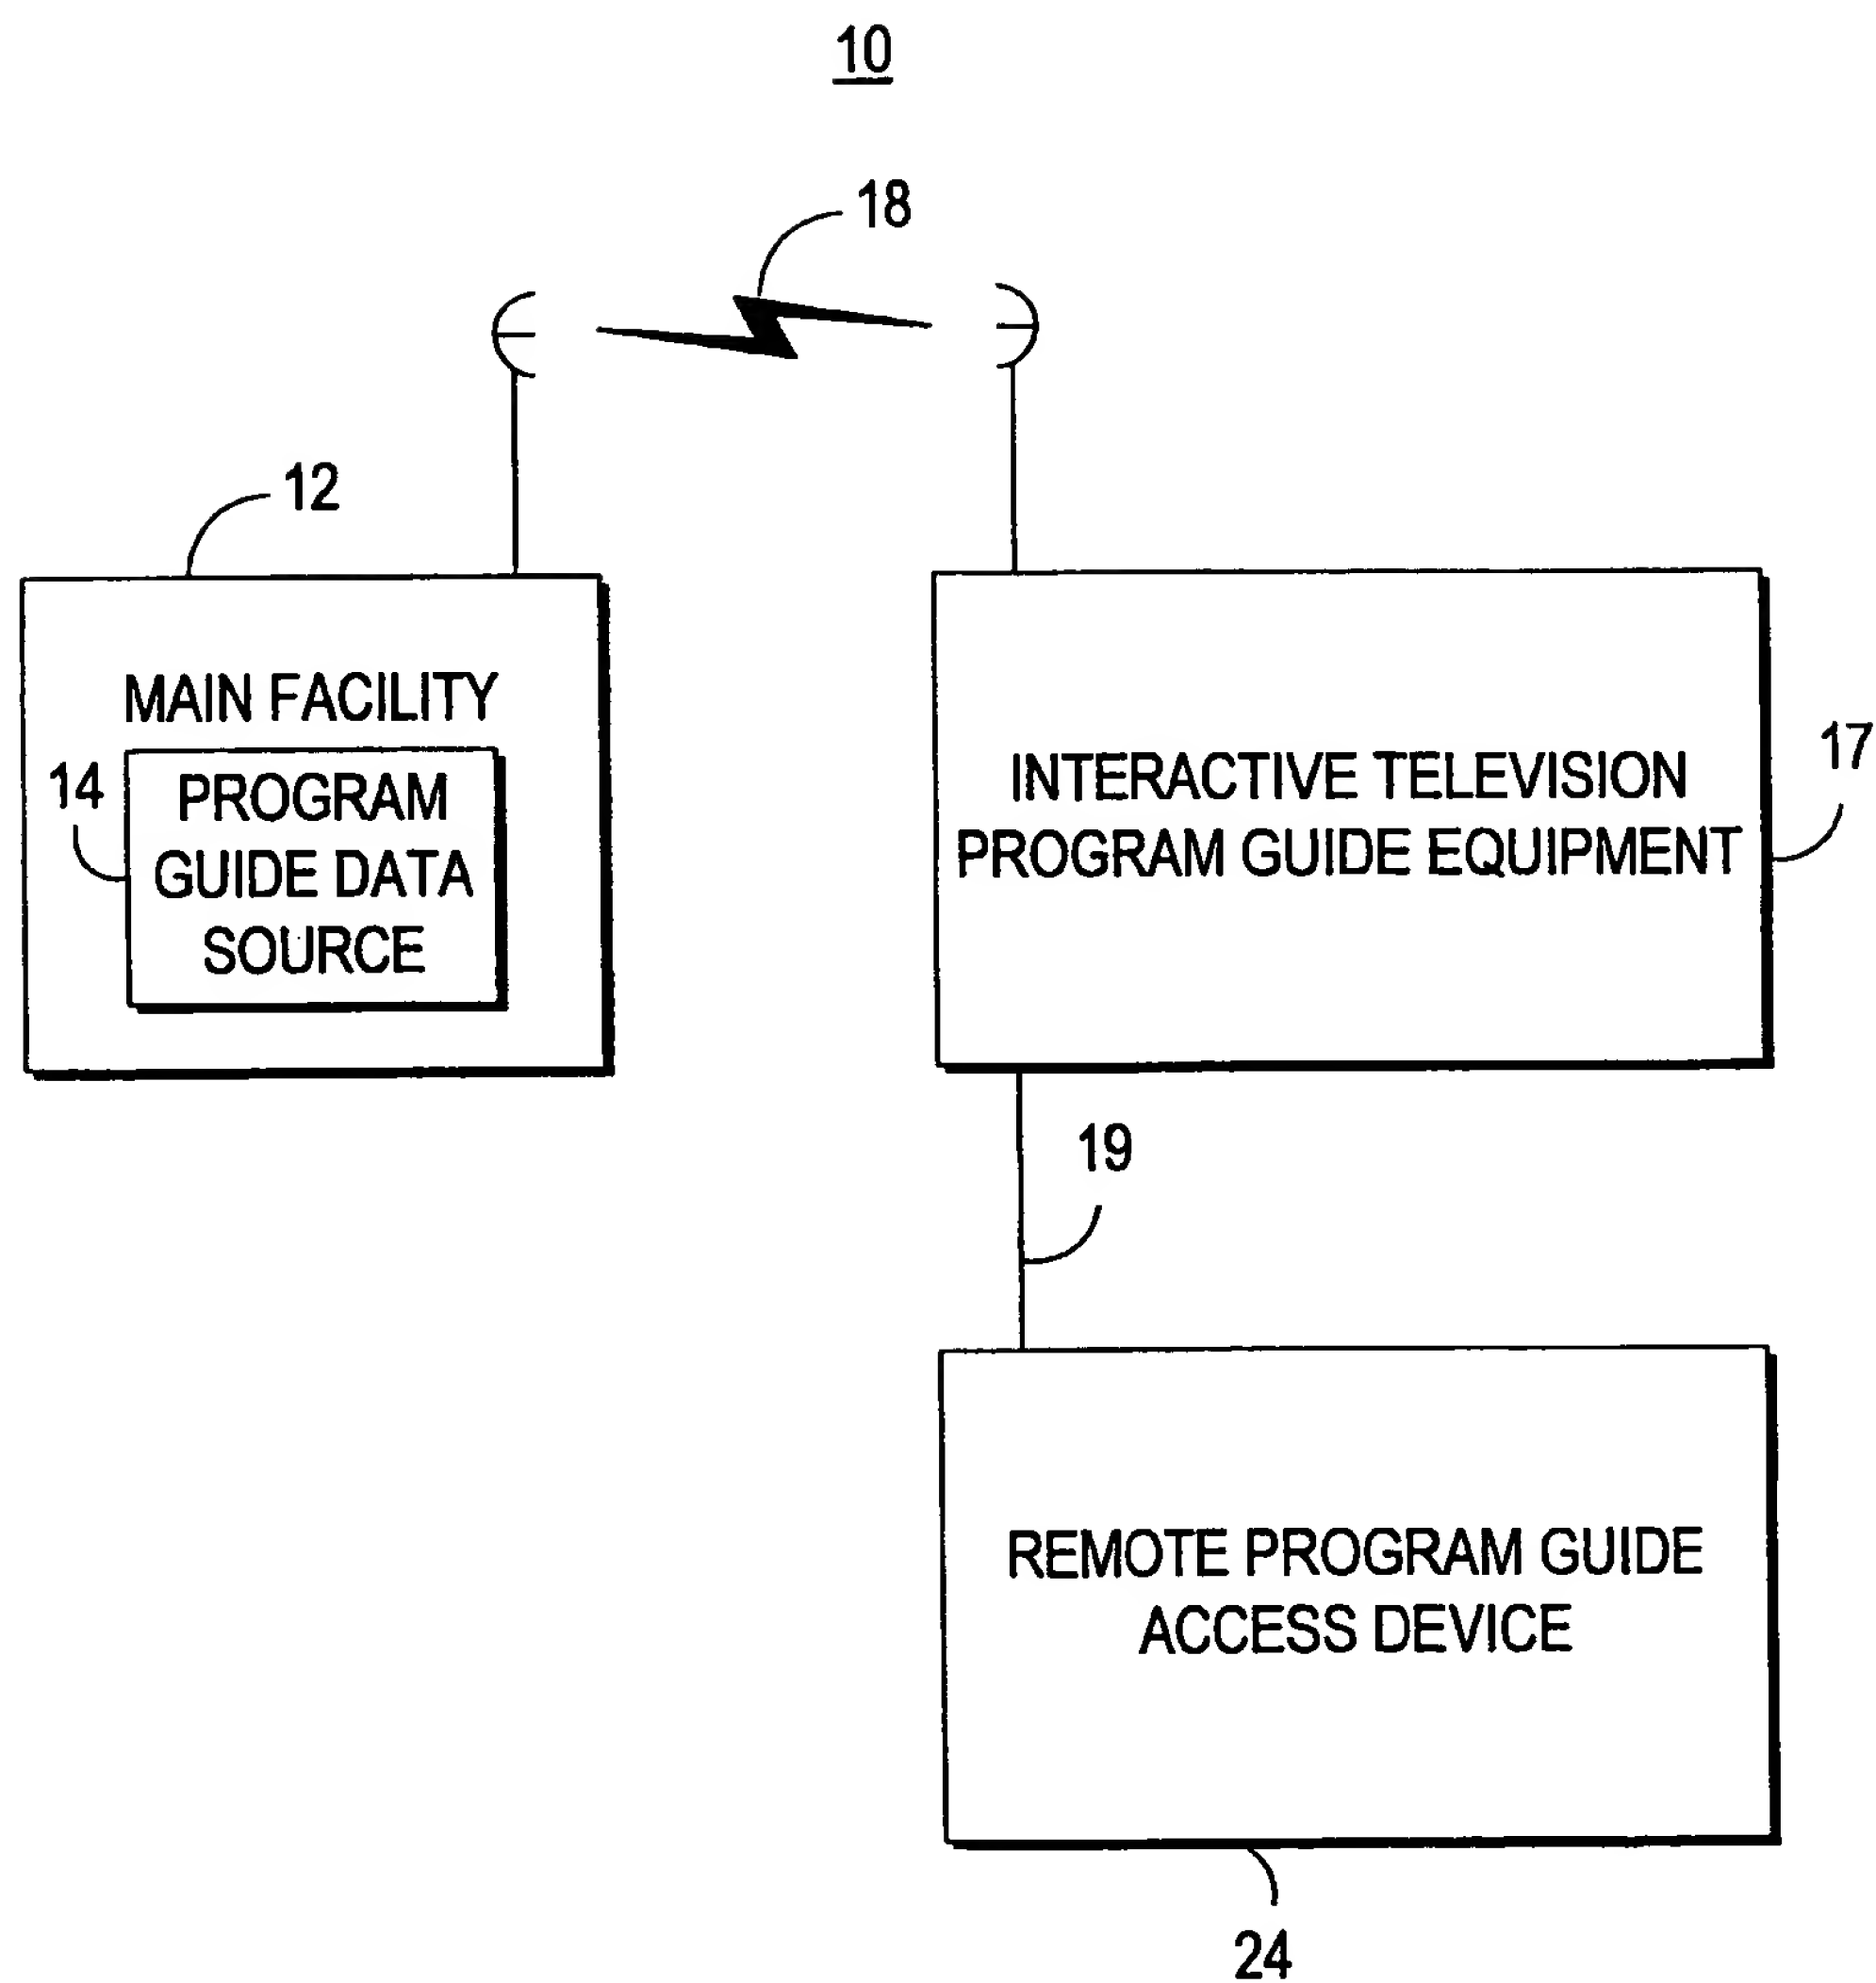 10
18
12
MAIN FACILITY
14
PROGRAM
GUIDE DATA
SOURCE
INTERACTIVE TELEVISION
PROGRAM GUIDE EQUIPMENT
17
19
REMOTE PROGRAM GUIDE
ACCESS DEVICE
24